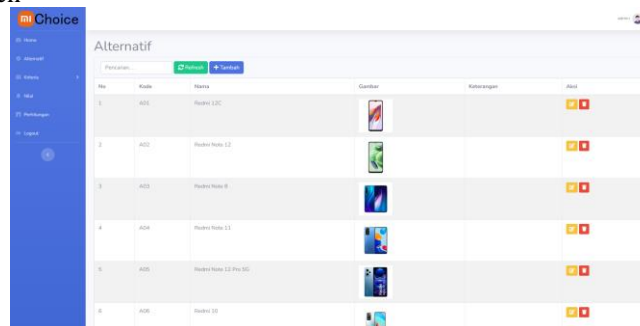 mi Choice
admin
Home
Alternatif
Kriteria
Nilai
Perhitungan
Logout
Alternatif
Pencarian...
Refresh
+ Tambah
No Kode Nama Gambar Keterangan Aksi
1 A01 Redmi 12C
2 A02 Redmi Note 12
3 A03 Redmi Note 8
4 A04 Redmi Note 11
5 A05 Redmi Note 12 Pro 5G
6 A06 Redmi 10